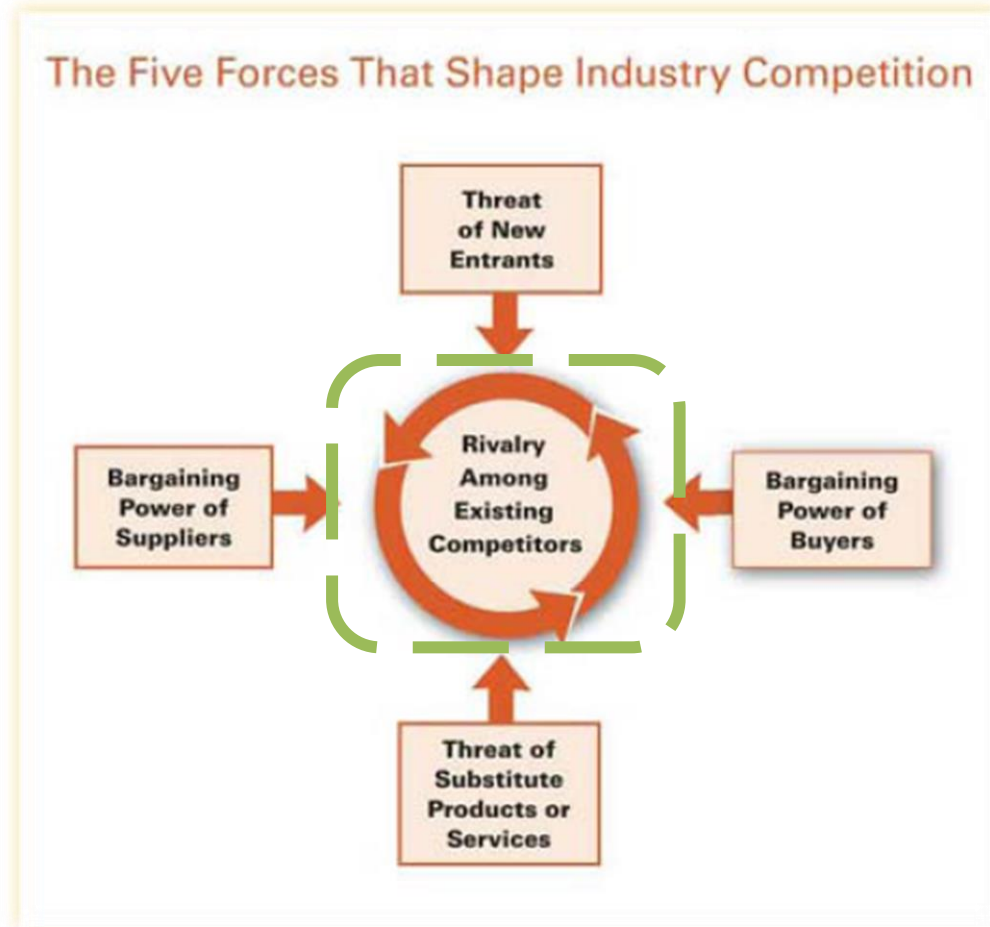 The Five Forces That Shape Industry Competition
Threat
of New
Entrants
Bargaining
Power of
Suppliers
Rivalry
Among
Existing
Competitors
Bargaining
Power of
Buyers
Threat of
Substitute
Products or
Services